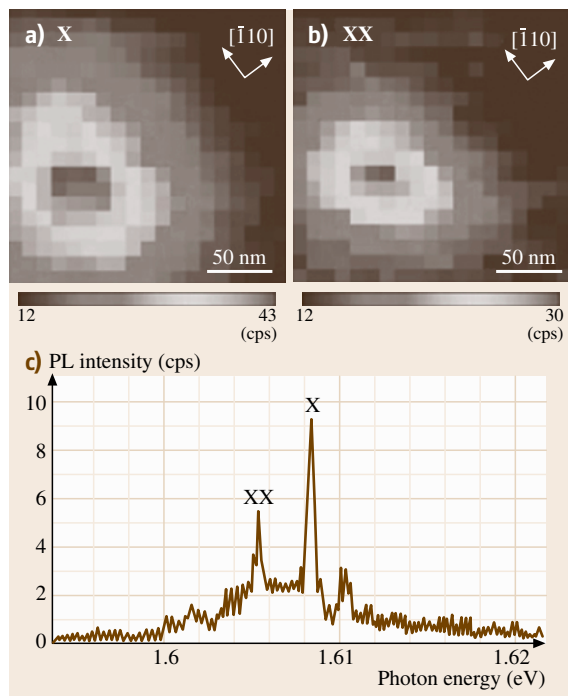 a) X
[1̄10]
b) XX
[1̄10]
50 nm
50 nm
12 43
(cps)
12 30
(cps)
c) PL intensity (cps)
10
8
6
4
2
0
X
XX
1.6 1.61 1.62
Photon energy (eV)